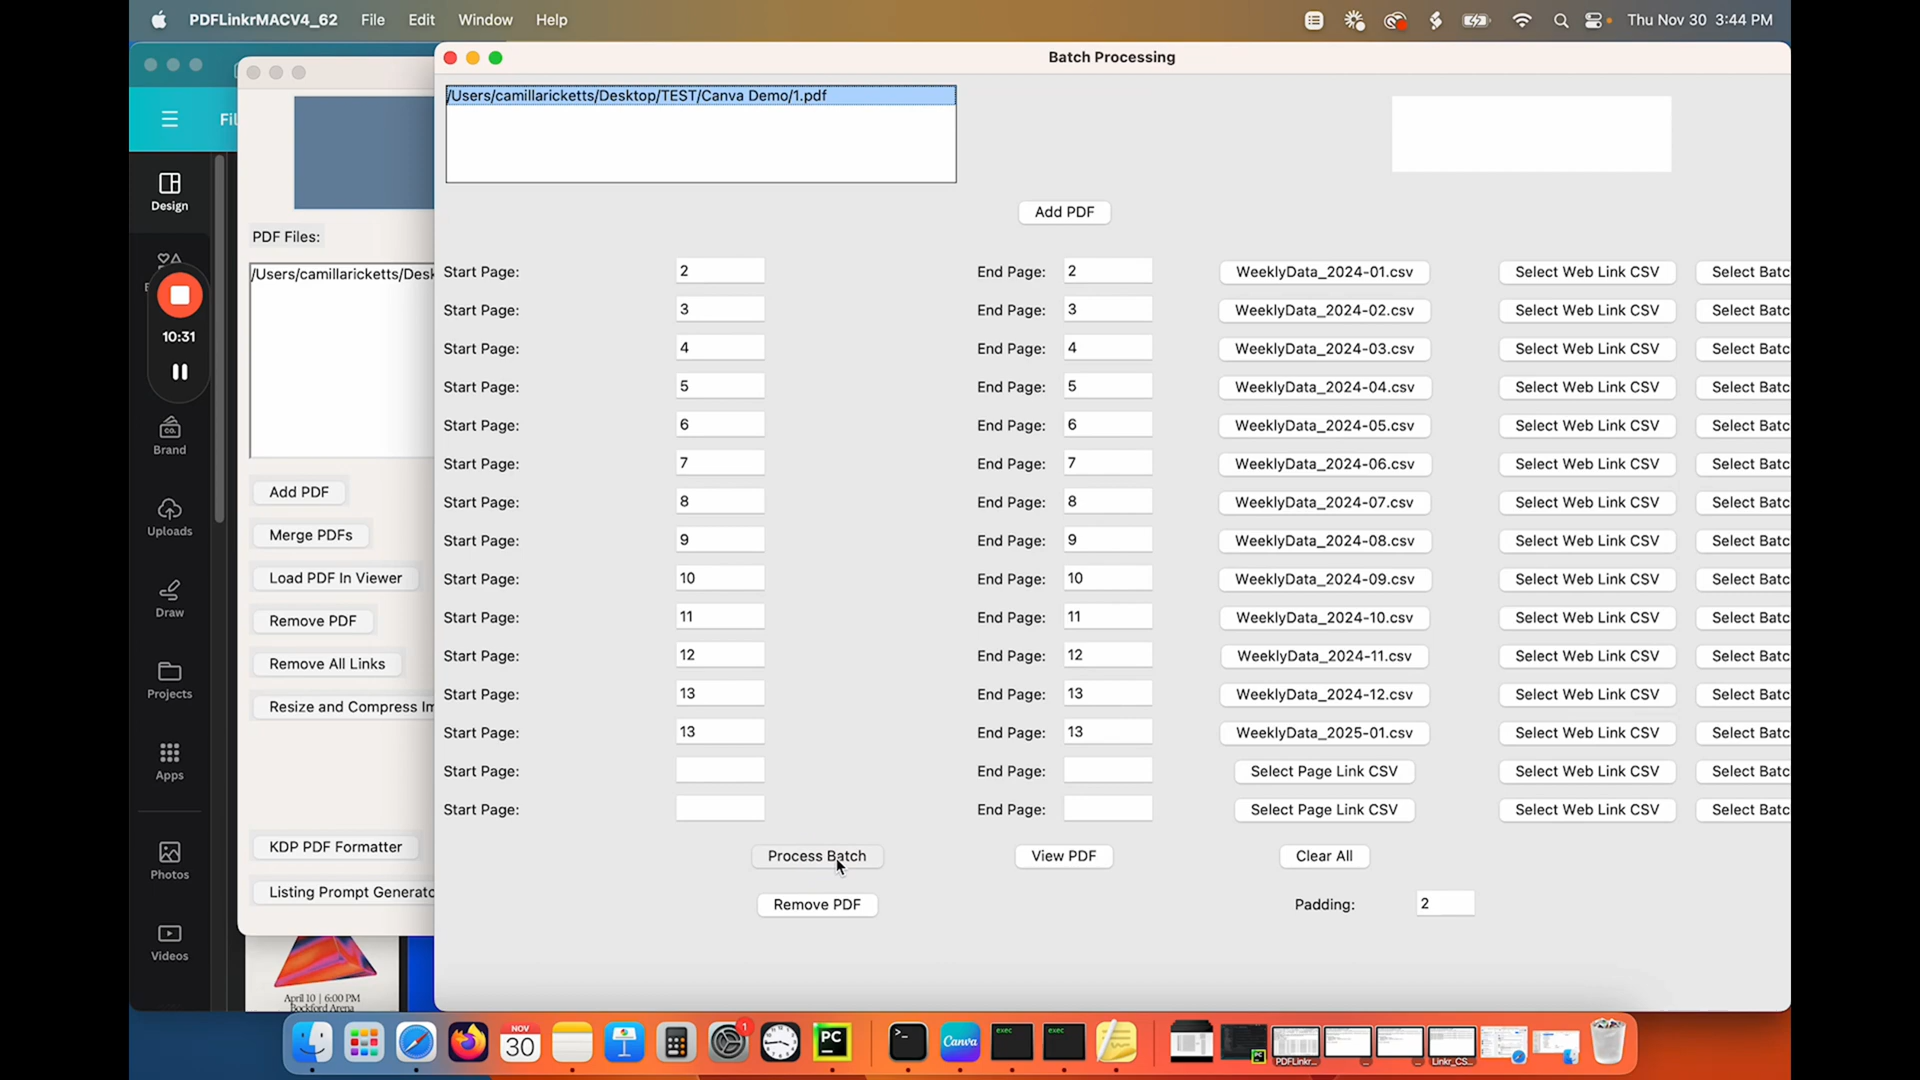 PDFLinkrMACV4_62 File Edit Window Help
Thu Nov 30 3:44 PM
Batch Processing
/Users/camillaricketts/Desktop/TEST/Canva Demo/1.pdf
Add PDF
Start Page: 2 End Page: 2 WeeklyData_2024-01.csv Select Web Link CSV Select Batc
Start Page: 3 End Page: 3 WeeklyData_2024-02.csv Select Web Link CSV Select Batc
Start Page: 4 End Page: 4 WeeklyData_2024-03.csv Select Web Link CSV Select Batc
Start Page: 5 End Page: 5 WeeklyData_2024-04.csv Select Web Link CSV Select Batc
Start Page: 6 End Page: 6 WeeklyData_2024-05.csv Select Web Link CSV Select Batc
Start Page: 7 End Page: 7 WeeklyData_2024-06.csv Select Web Link CSV Select Batc
Start Page: 8 End Page: 8 WeeklyData_2024-07.csv Select Web Link CSV Select Batc
Start Page: 9 End Page: 9 WeeklyData_2024-08.csv Select Web Link CSV Select Batc
Start Page: 10 End Page: 10 WeeklyData_2024-09.csv Select Web Link CSV Select Batc
Start Page: 11 End Page: 11 WeeklyData_2024-10.csv Select Web Link CSV Select Batc
Start Page: 12 End Page: 12 WeeklyData_2024-11.csv Select Web Link CSV Select Batc
Start Page: 13 End Page: 13 WeeklyData_2024-12.csv Select Web Link CSV Select Batc
Start Page: 13 End Page: 13 WeeklyData_2025-01.csv Select Web Link CSV Select Batc
Start Page: End Page: Select Page Link CSV Select Web Link CSV Select Batc
Start Page: End Page: Select Page Link CSV Select Web Link CSV Select Batc
Process Batch View PDF Clear All
Remove PDF Padding: 2
PDF Files:
/Users/camillaricketts/Desk
Add PDF
Merge PDFs
Load PDF In Viewer
Remove PDF
Remove All Links
Resize and Compress Im
KDP PDF Formatter
Listing Prompt Generato
Fil
Design
10:31
Brand
Uploads
Draw
Projects
Apps
Photos
Videos
April 10 | 6:00 PM
Bockford Arena
NOV
30
1
PC
>_
Canva
exec
exec
PC
PDFLinkr...
Linkr_CS...